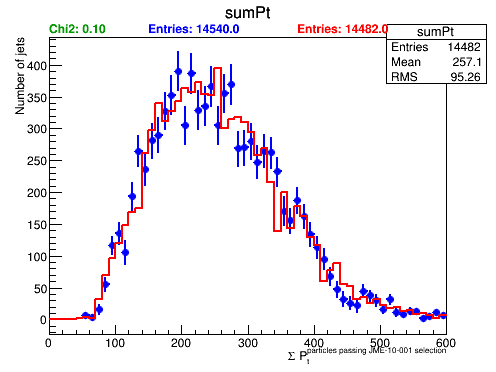 sumPt
Chi2: 0.10 Entries: 14540.0 Entries: 14482.0
sumPt
Entries 14482
Mean 257.1
RMS 95.26
Number of jets
400
350
300
250
200
150
100
50
0
0 100 200 300 400 500 600
Σ P_t^particles passing JME-10-001 selection